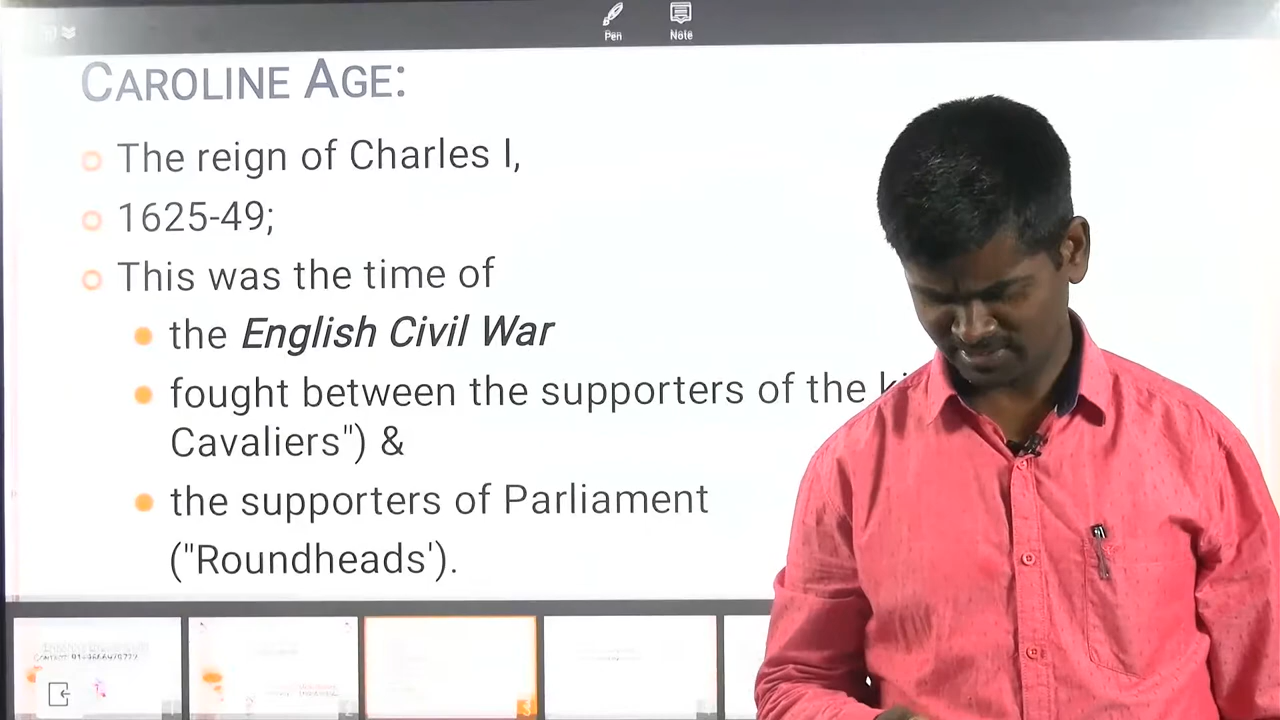 Pen
Note
CAROLINE AGE:
The reign of Charles I,
1625-49;
This was the time of
the English Civil War
fought between the supporters of the
Cavaliers") &
the supporters of Parliament
("Roundheads').
3